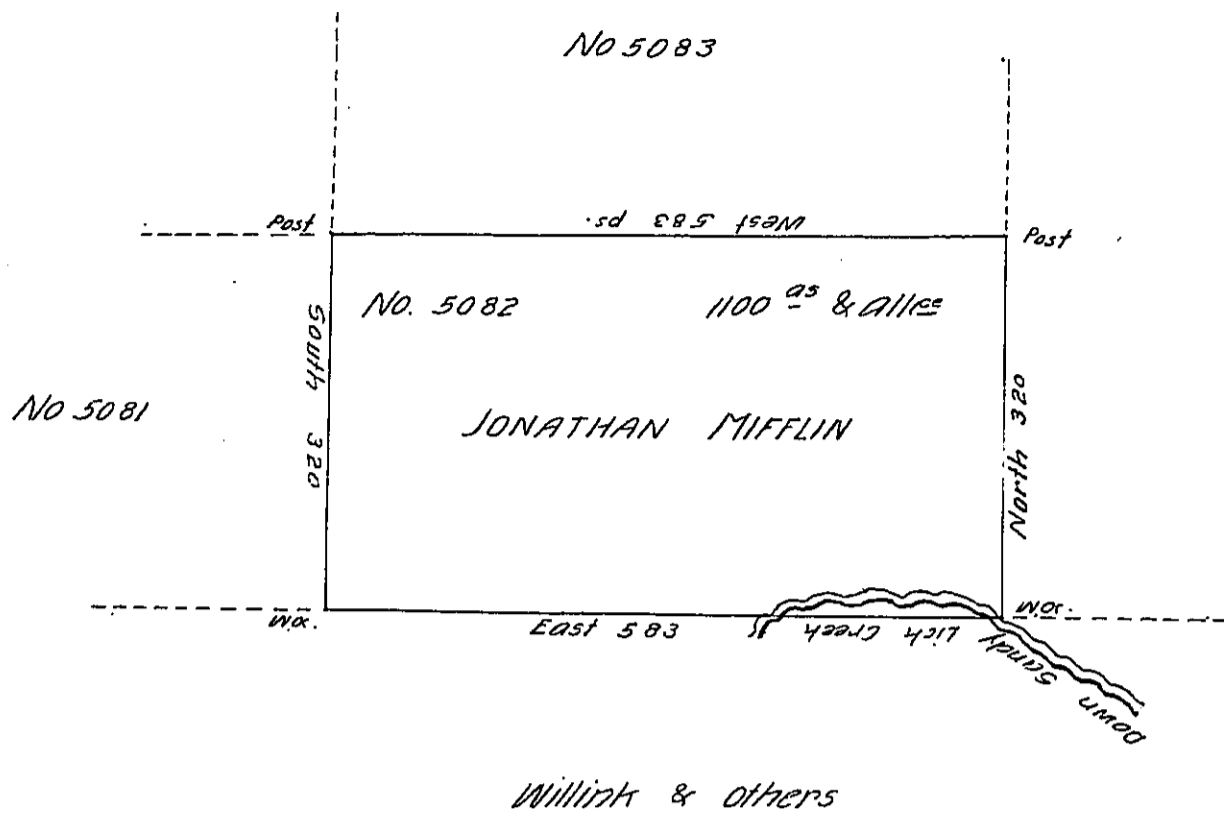 No 5083
West 583 ps.
Post
Post
No. 5082
1100 as & allce
South 320
North 320
No 5081
JONATHAN MIFFLIN
W.o.
W.o.
East 583
Down Sandy Lick Creek
Willink & others